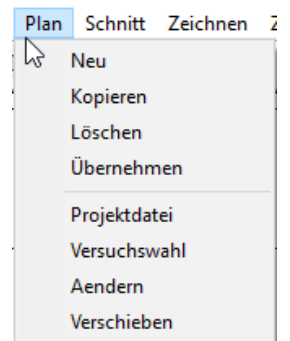 Plan Schnitt Zeichnen
Neu
Kopieren
Löschen
Übernehmen
Projektdatei
Versuchswahl
Aendern
Verschieben